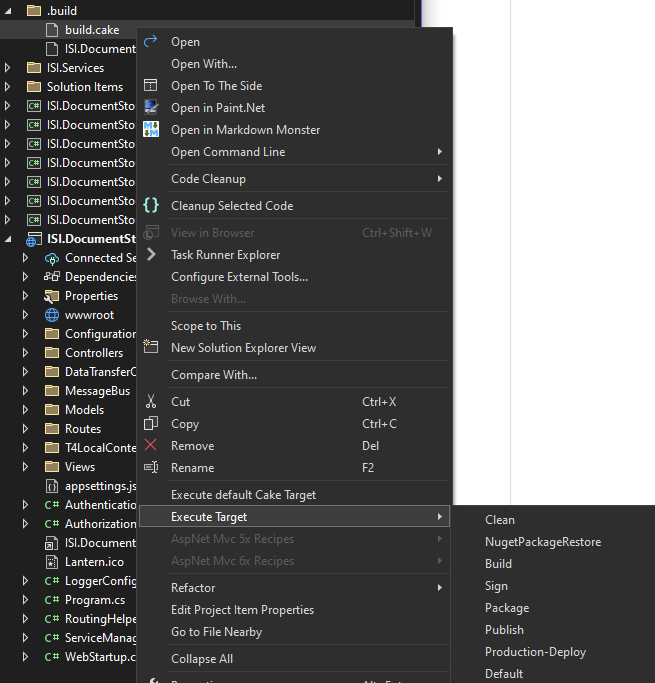 .build
build.cake
ISI.Document
ISI.Services
Solution Items
ISI.DocumentSto
ISI.DocumentSto
ISI.DocumentSto
ISI.DocumentSto
ISI.DocumentSto
ISI.DocumentSto
ISI.DocumentSto
ISI.DocumentSt
Connected Se
Dependencies
Properties
wwwroot
Configuration
Controllers
DataTransferO
MessageBus
Models
Routes
T4LocalConte
Views
appsettings.js
Authentication
Authorization
ISI.Document
Lantern.ico
LoggerConfig
Program.cs
RoutingHelpe
ServiceManag
WebStartup.c
Open
Open With...
Open To The Side
Open in Paint.Net
Open in Markdown Monster
Open Command Line
Code Cleanup
Cleanup Selected Code
View in Browser Ctrl+Shift+W
Task Runner Explorer
Configure External Tools...
Browse With...
Scope to This
New Solution Explorer View
Compare With...
Cut Ctrl+X
Copy Ctrl+C
Remove Del
Rename F2
Execute default Cake Target
Execute Target
AspNet Mvc 5x Recipes
AspNet Mvc 6x Recipes
Refactor
Edit Project Item Properties
Go to File Nearby
Collapse All
Clean
NugetPackageRestore
Build
Sign
Package
Publish
Production-Deploy
Default